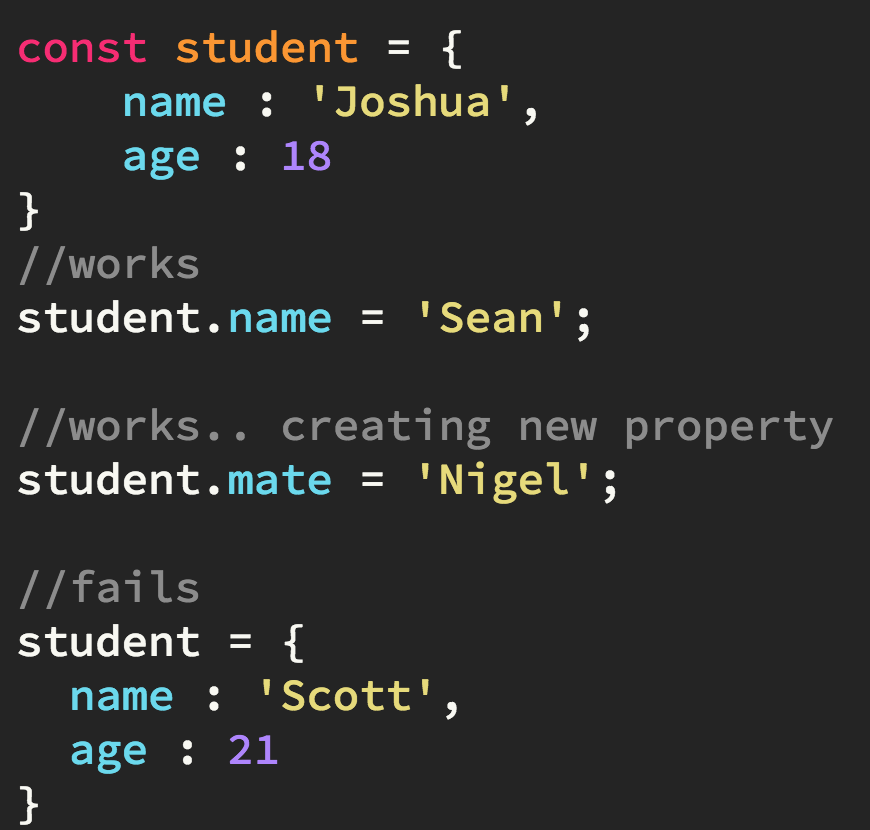 const student = {
    name : 'Joshua',
    age : 18
}
//works
student.name = 'Sean';

//works.. creating new property
student.mate = 'Nigel';

//fails
student = {
  name : 'Scott',
  age : 21
}